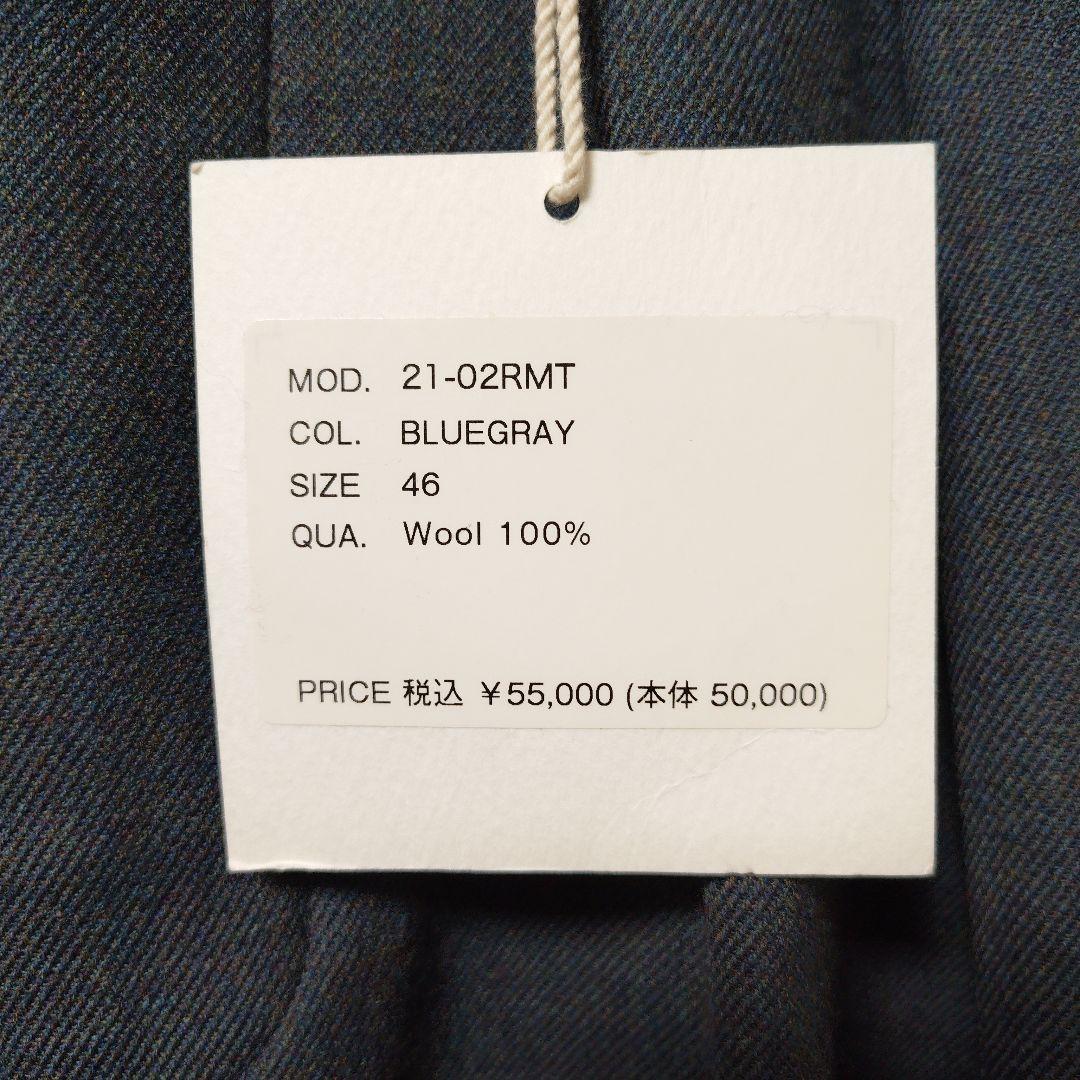 MOD. 21-02RMT
COL. BLUEGRAY
SIZE 46
QUA. Wool 100%
PRICE 税込 ¥55,000 (本体 50,000)